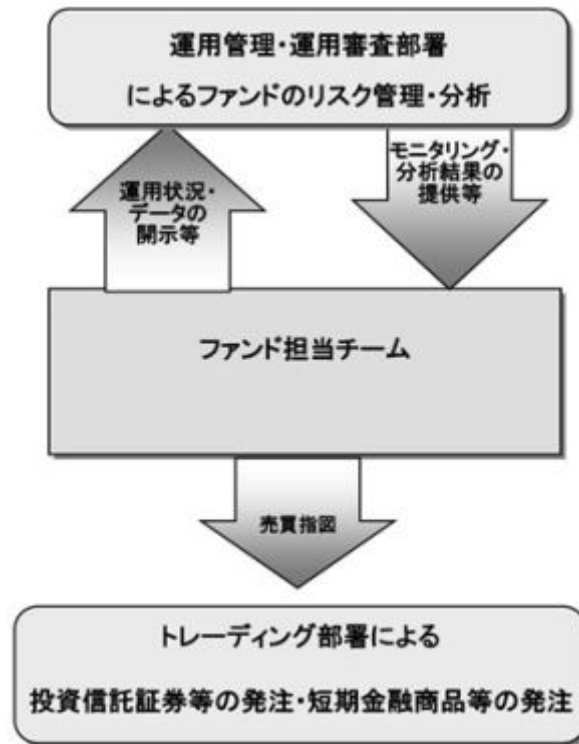 運用管理・運用審査部署
によるファンドのリスク管理・分析
運用状況・
データの
開示等
モニタリング・
分析結果の
提供等
ファンド担当チーム
売買指図
トレーディング部署による
投資信託証券等の発注・短期金融商品等の発注